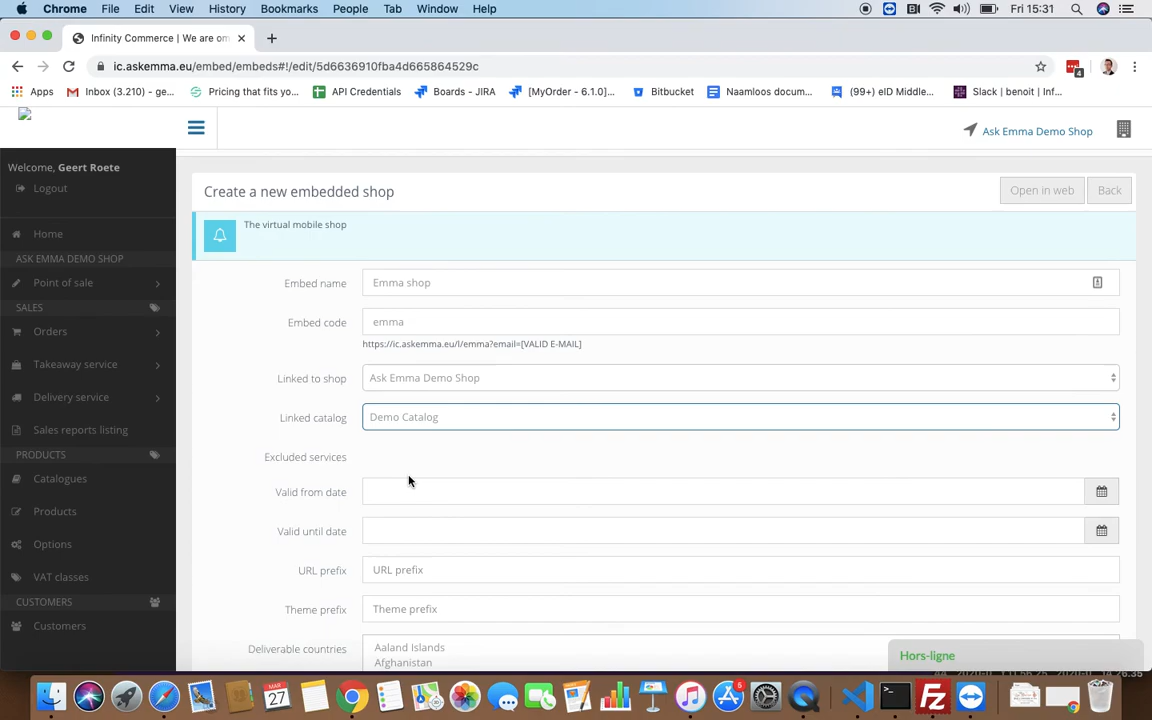 Chrome File Edit View History Bookmarks People Tab Window Help Fri 15:31
Infinity Commerce | We are om
ic.askemma.eu/embed/embeds#!/edit/5d6636910fba4d665864529c
4
Apps Inbox (3.210) - ge... Pricing that fits yo... API Credentials Boards - JIRA [MyOrder - 6.1.0]... Bitbucket Naamloos docum... (99+) eID Middle... Slack | benoit | Inf...
Ask Emma Demo Shop
Welcome, Geert Roete
Logout
Home
ASK EMMA DEMO SHOP
Point of sale
SALES
Orders
Takeaway service
Delivery service
Sales reports listing
PRODUCTS
Catalogues
Products
Options
VAT classes
CUSTOMERS
Customers
Create a new embedded shop
Open in web Back
The virtual mobile shop
Embed name Emma shop
Embed code emma
https://ic.askemma.eu/l/emma?email=[VALID E-MAIL]
Linked to shop Ask Emma Demo Shop
Linked catalog Demo Catalog
Excluded services
Valid from date
Valid until date
URL prefix URL prefix
Theme prefix Theme prefix
Deliverable countries Aaland Islands
Afghanistan
Hors-ligne
MAR
27
5